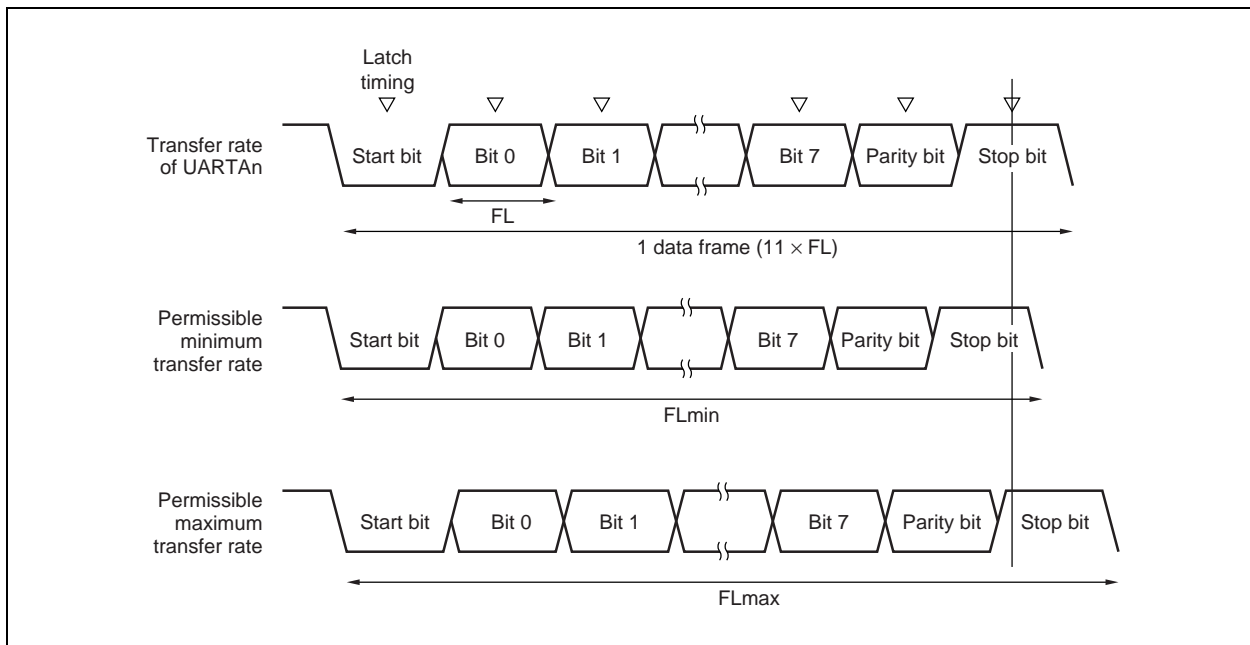 Latch
timing
Transfer rate
of UARTAn
Start bit
Bit 0
Bit 1
Bit 7
Parity bit
Stop bit
FL
1 data frame (11 × FL)
Permissible
minimum
transfer rate
Start bit
Bit 0
Bit 1
Bit 7
Parity bit
Stop bit
FLmin
Permissible
maximum
transfer rate
Start bit
Bit 0
Bit 1
Bit 7
Parity bit
Stop bit
FLmax